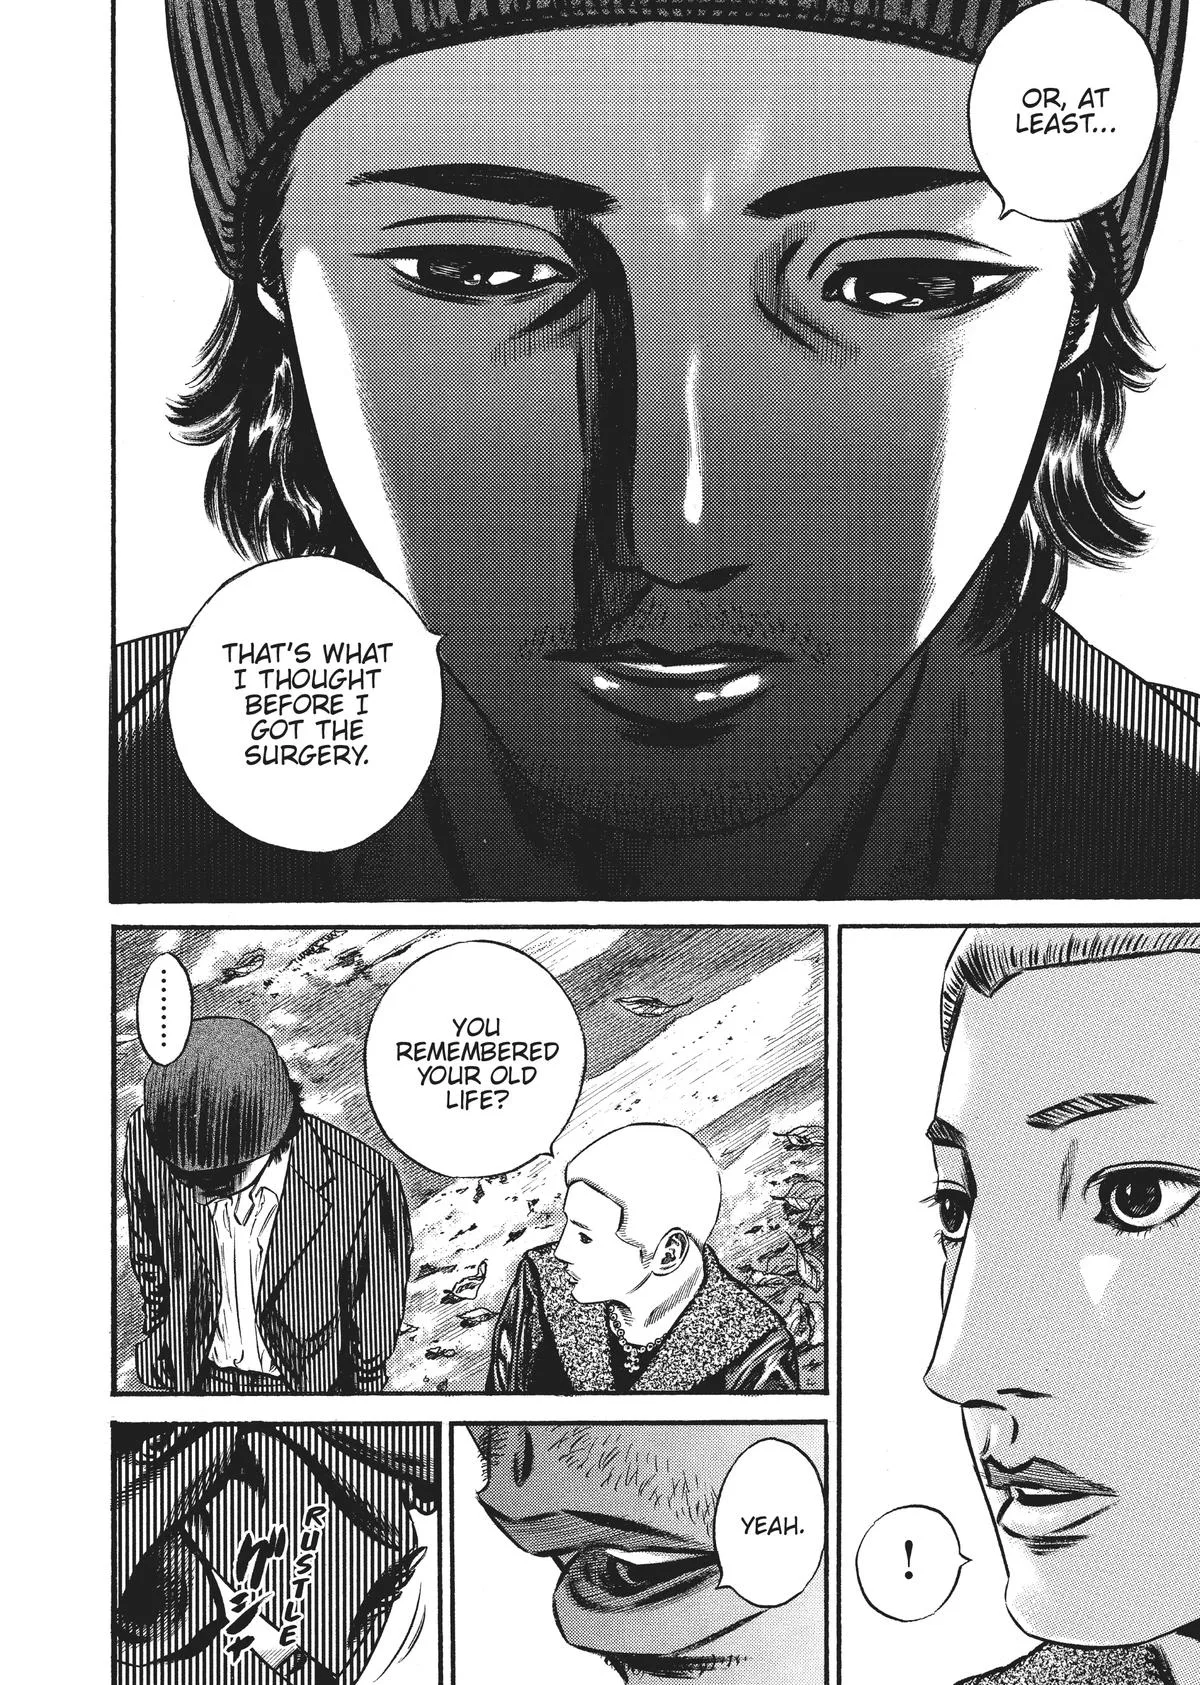 OR, AT
LEAST...
THAT'S WHAT
I THOUGHT
BEFORE I
GOT THE
SURGERY.
!
YOU
REMEMBERED
YOUR OLD
LIFE?
.........
YEAH.
RUSTLE